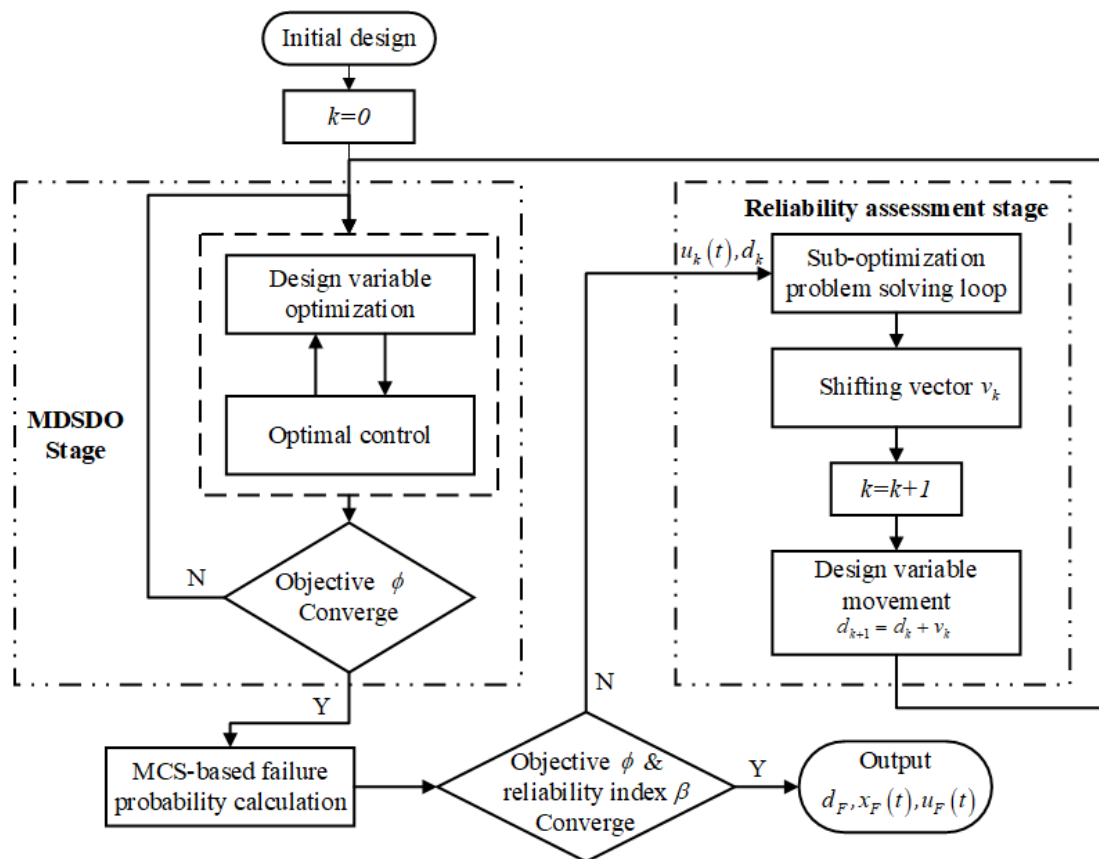 Initial design
k=0
MDSDO
Stage
Design variable
optimization
Optimal control
N
Objective ϕ
Converge
Y
MCS-based failure
probability calculation
Objective ϕ &
reliability index β
Converge
N
Y
Output
d_F, x_F(t), u_F(t)
u_k(t), d_k
Reliability assessment stage
Sub-optimization
problem solving loop
Shifting vector v_k
k=k+1
Design variable
movement
d_{k+1} = d_k + v_k